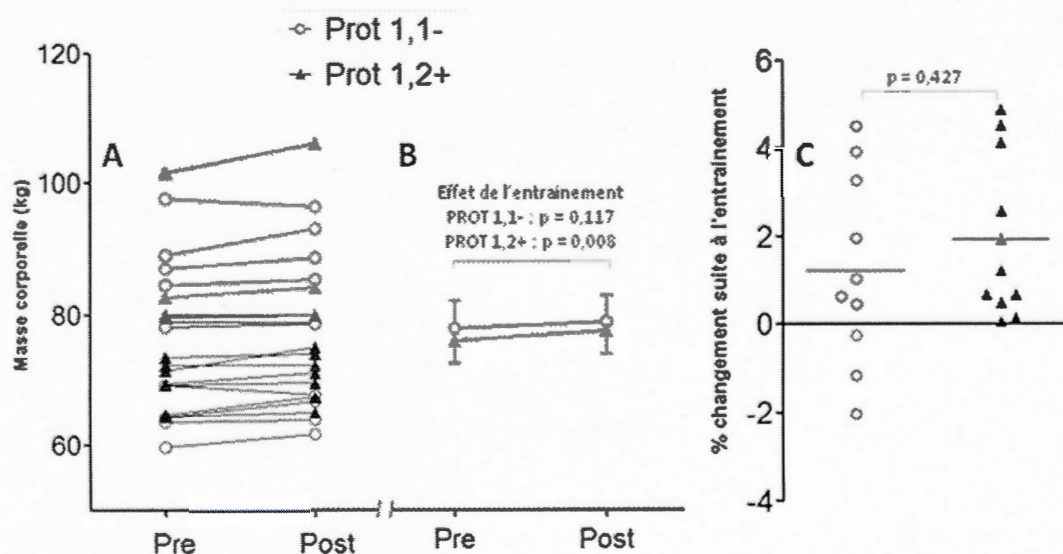 Prot 1,1-
Prot 1,2+
Masse corporelle (kg)
120
100
80
60
A
Pre
Post
B
Effet de l'entrainement
PROT 1,1- : p = 0,117
PROT 1,2+ : p = 0,008
Pre
Post
% changement suite à l'entrainement
6
4
2
0
-2
-4
p = 0,427
C